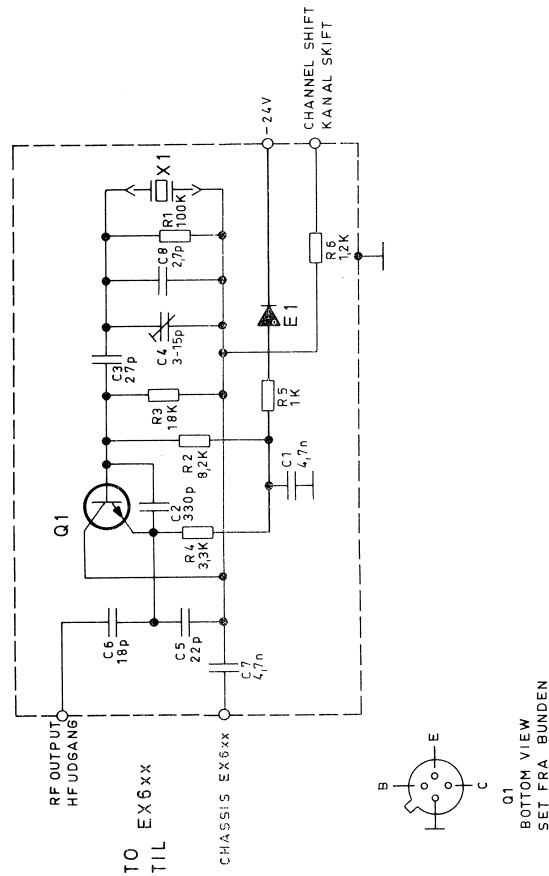 RF OUTPUT
HF UDGANG
TO EX6xx
TIL
CHASSIS EX6xx
C6
18p
C5
22p
C7
4,7n
Q1
C2
330p
R4
3,3K
C1
4,7n
R2
8,2K
R3
18K
R5
1K
C3
27p
C4
3-15p
C8
2,7p
R1
100K
X1
E1
R6
1,2K
-24V
CHANNEL SHIFT
KANAL SKIFT
B
E
C
Q1
BOTTOM VIEW
SET FRA BUNDEN